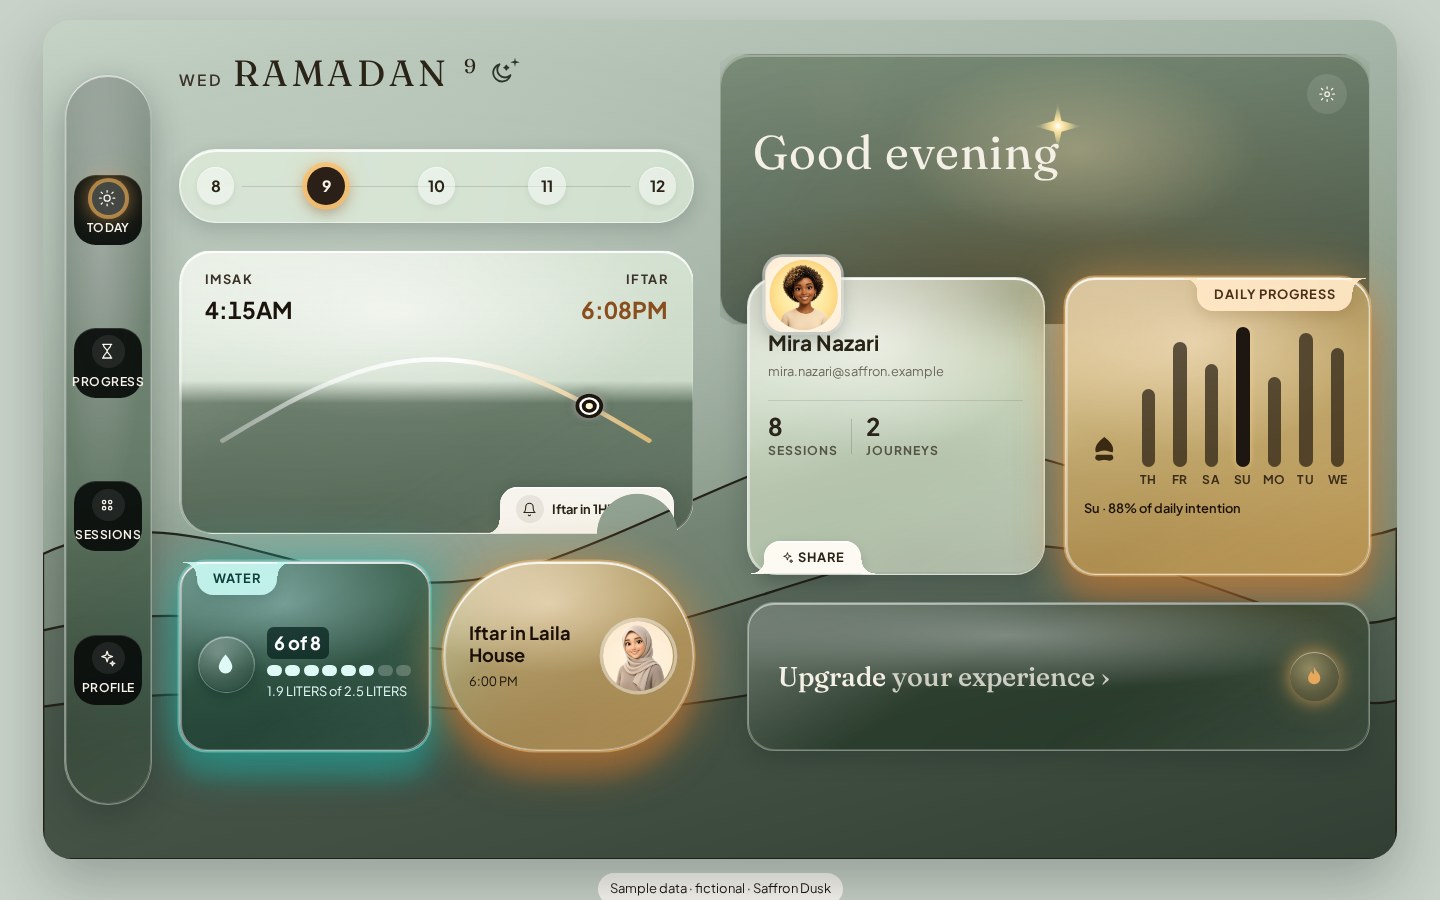 WED RAMADAN 9
TODAY
PROGRESS
SESSIONS
PROFILE
8 9 10 11 12
IMSAK
4:15AM
IFTAR
6:08PM
Iftar in
WATER
6 of 8
1.9 LITERS of 2.5 LITERS
Iftar in Laila
House
6:00 PM
Good evening
Mira Nazari
mira.nazari@saffron.example
8
SESSIONS
2
JOURNEYS
SHARE
DAILY PROGRESS
TH FR SA SU MO TU WE
Su · 88% of daily intention
Upgrade your experience ›
Sample data · fictional · Saffron Dusk